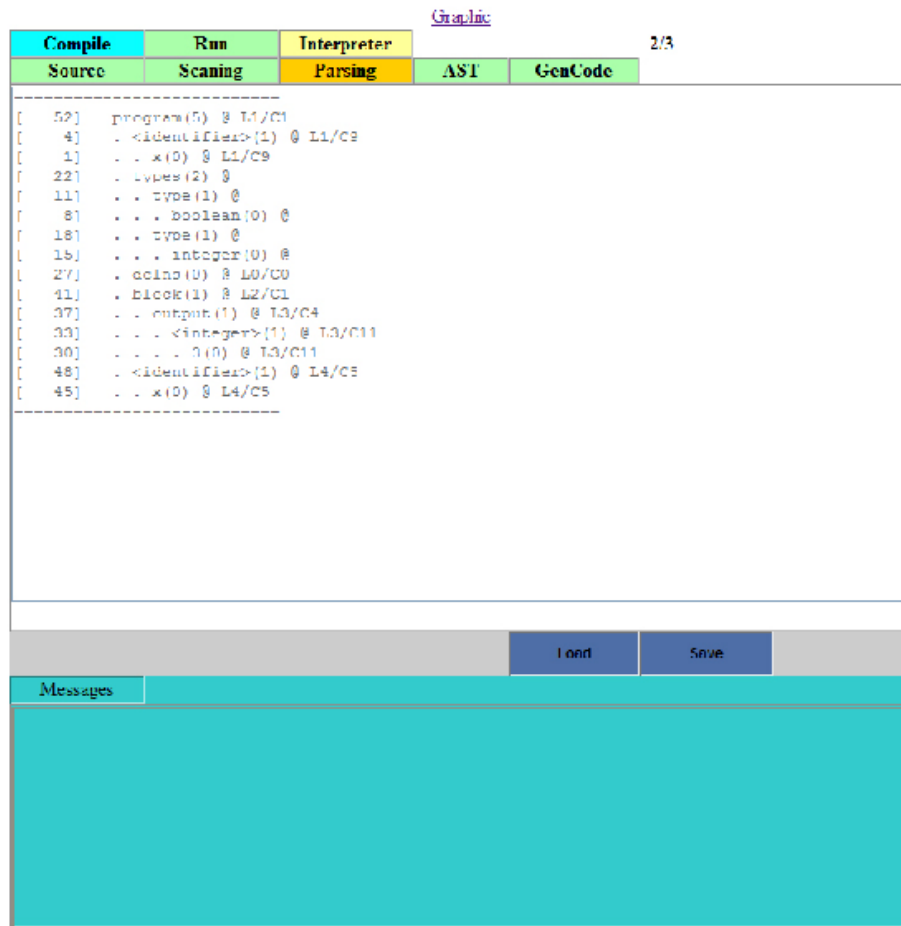 Graphic
Compile Run Interpreter 2/3
Source Scaning Parsing AST GenCode
---------------------------
[ 52] program(5) @ L1/C1
[ 4] . <identifier>(1) @ L1/C9
[ 1] . . x(0) @ L1/C9
[ 22] . types(2) @
[ 11] . . type(1) @
[ 8] . . . boolean(0) @
[ 18] . . type(1) @
[ 15] . . . integer(0) @
[ 27] . dclns(0) @ L0/C0
[ 41] . block(1) @ L2/C1
[ 37] . . output(1) @ L3/C4
[ 33] . . . <integer>(1) @ L3/C11
[ 30] . . . . (0) @ L3/C11
[ 48] . <identifier>(1) @ L4/C5
[ 45] . . x(0) @ L4/C5
---------------------------
Load Save
Messages